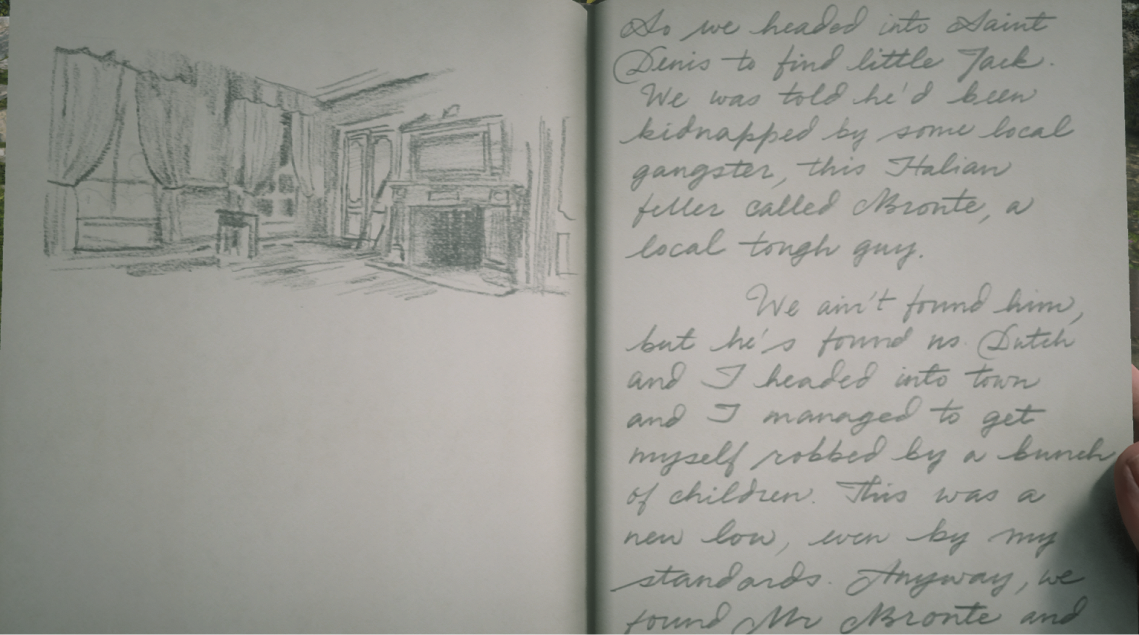 So we headed into Saint
Denis to find little Jack.
We was told he'd been
kidnapped by some local
gangster, this Italian
feller called Bronte, a
local tough guy.
We ain't found him,
but he's found us. Dutch
and I headed into town
and I managed to get
myself robbed by a bunch
of children. This was a
new low, even by my
standards. Anyway, we
found Mr Bronte and